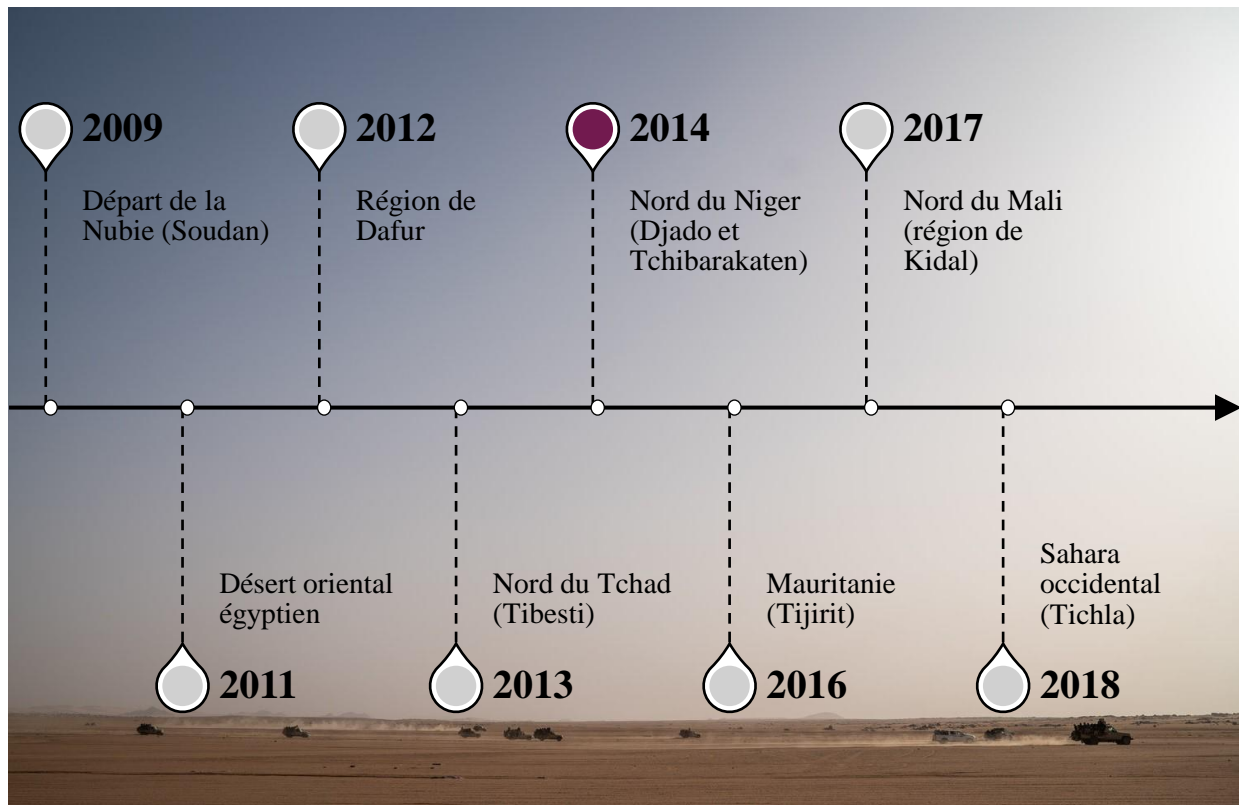 2009
Départ de la
Nubie (Soudan)
2012
Région de
Dafur
2014
Nord du Niger
(Djado et
Tchibarakaten)
2017
Nord du Mali
(région de
Kidal)
Désert oriental
égyptien
2011
Nord du Tchad
(Tibesti)
2013
Mauritanie
(Tijirit)
2016
Sahara
occidental
(Tichla)
2018